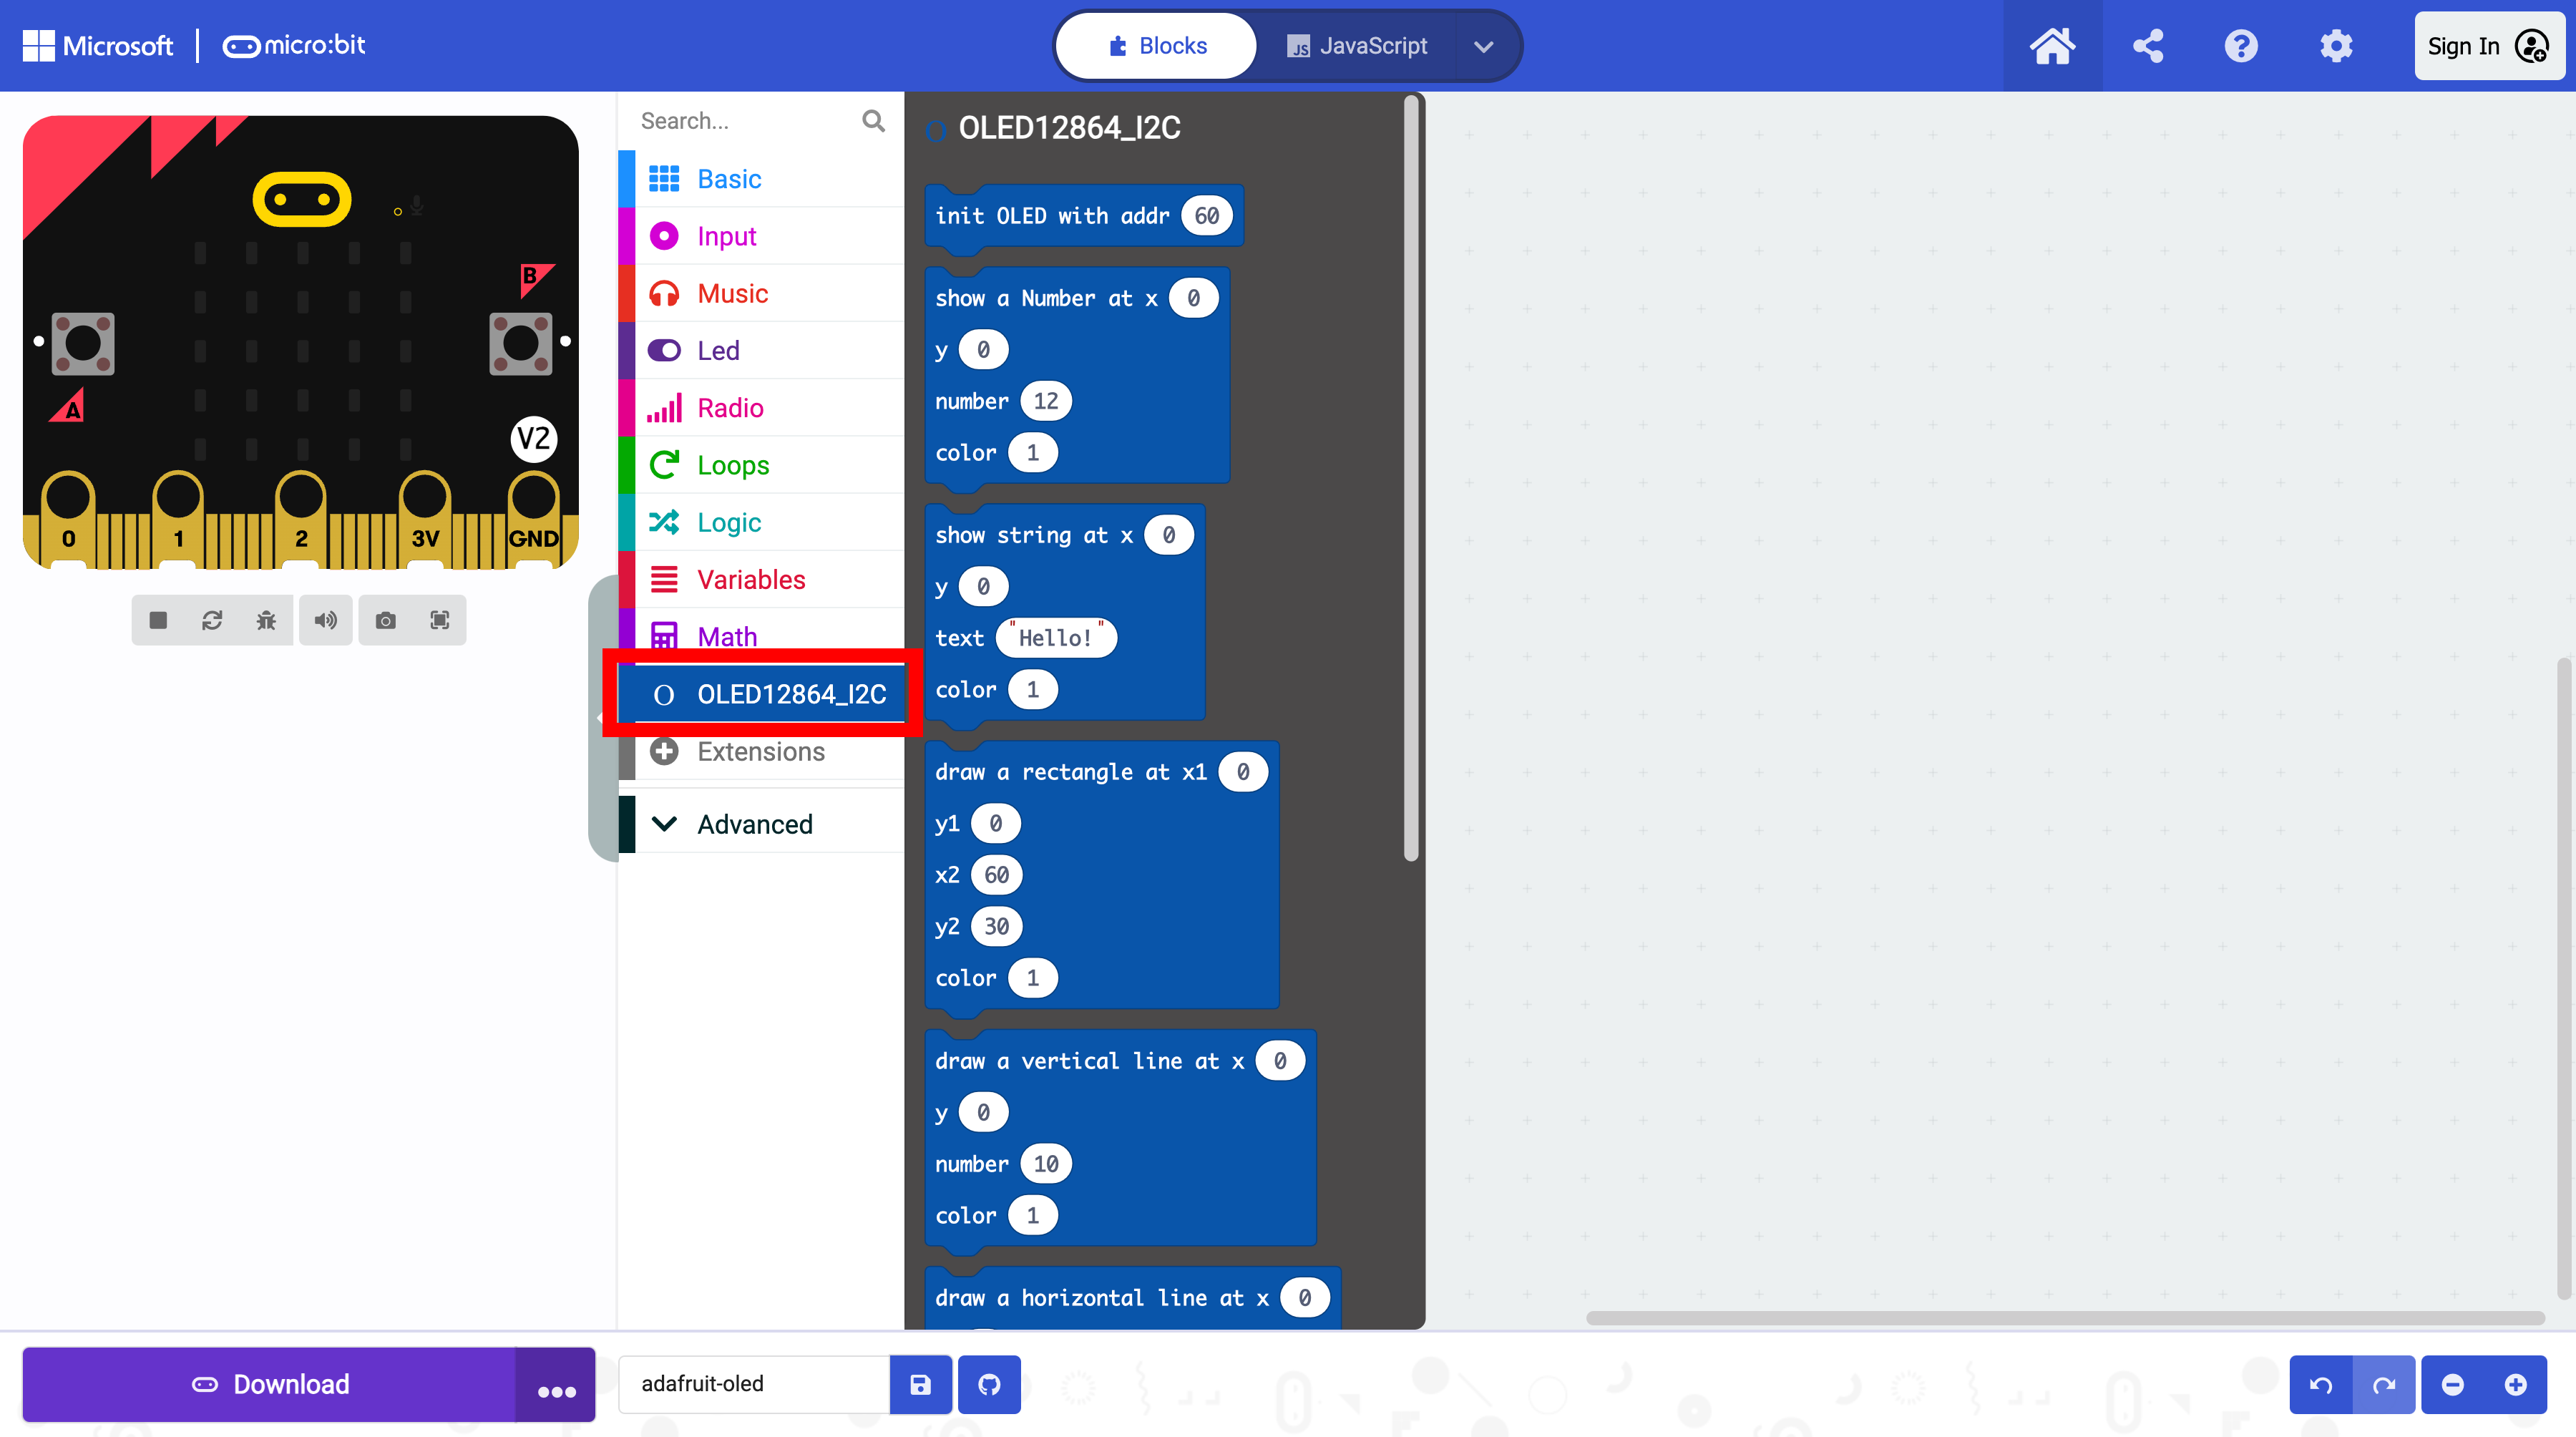 Microsoft | micro:bit
Blocks
JavaScript
Sign In
B
A
V2
0 1 2 3V GND
Search...
Basic
Input
Music
Led
Radio
Loops
Logic
Variables
Math
O OLED12864_I2C
Extensions
Advanced
O OLED12864_I2C
init OLED with addr 60
show a Number at x 0
y 0
number 12
color 1
show string at x 0
y 0
text "Hello!"
color 1
draw a rectangle at x1 0
y1 0
x2 60
y2 30
color 1
draw a vertical line at x 0
y 0
number 10
color 1
draw a horizontal line at x 0
Download
adafruit-oled